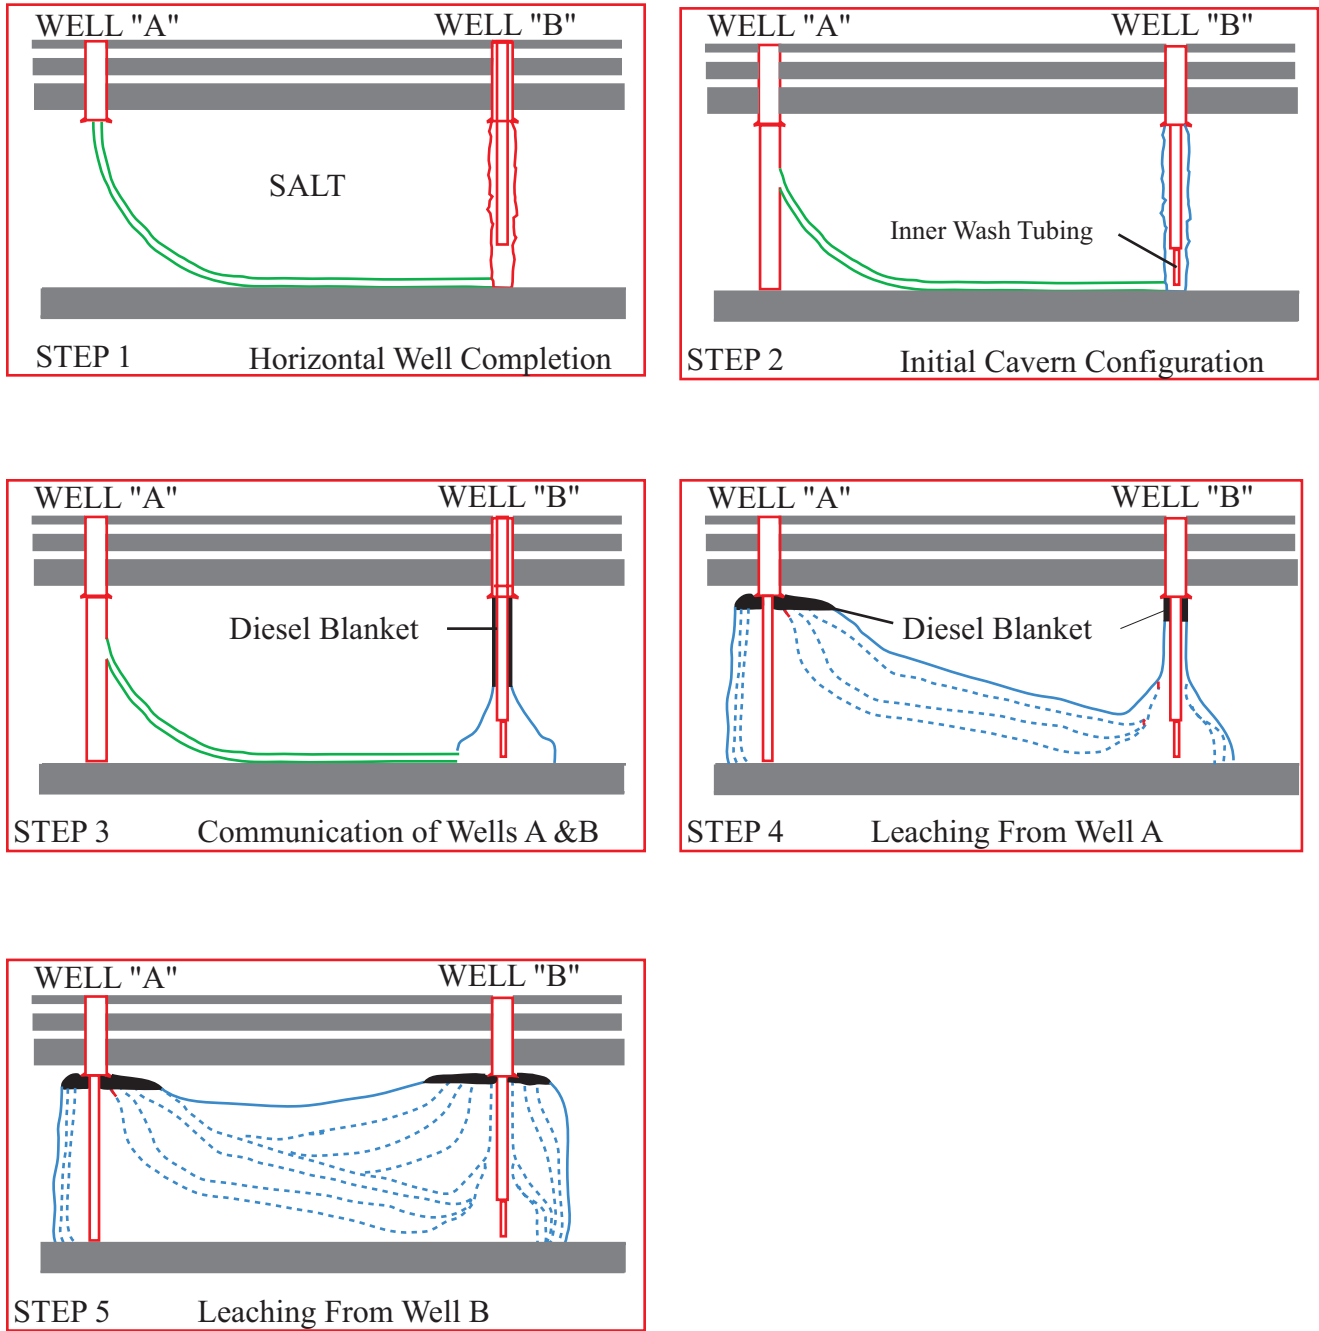 WELL "A" WELL "B"
SALT
STEP 1 Horizontal Well Completion
WELL "A" WELL "B"
Inner Wash Tubing
STEP 2 Initial Cavern Configuration
WELL "A" WELL "B"
Diesel Blanket
STEP 3 Communication of Wells A &B
WELL "A" WELL "B"
Diesel Blanket
STEP 4 Leaching From Well A
WELL "A" WELL "B"
STEP 5 Leaching From Well B